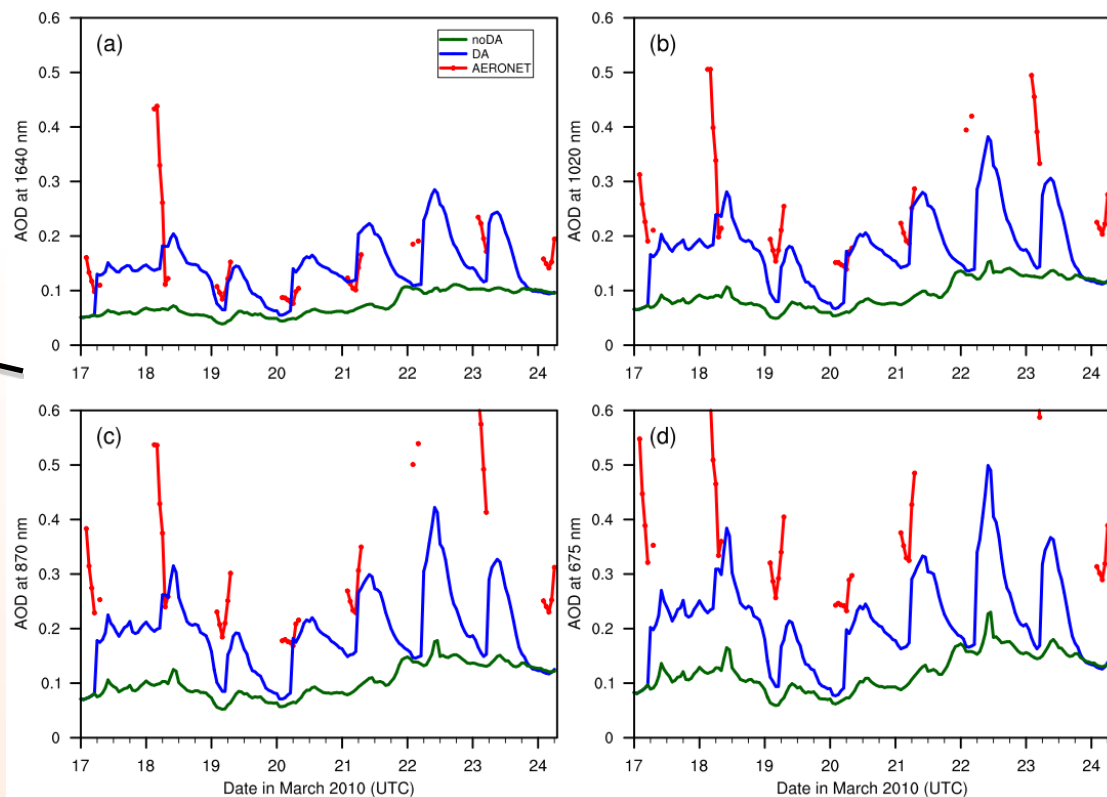 (a)
noDA
DA
AERONET
AOD at 1640 nm
0.6
0.5
0.4
0.3
0.2
0.1
0
17 18 19 20 21 22 23 24
(b)
AOD at 1020 nm
0.6
0.5
0.4
0.3
0.2
0.1
0
17 18 19 20 21 22 23 24
(c)
AOD at 870 nm
0.6
0.5
0.4
0.3
0.2
0.1
0
17 18 19 20 21 22 23 24
Date in March 2010 (UTC)
(d)
AOD at 675 nm
0.6
0.5
0.4
0.3
0.2
0.1
0
17 18 19 20 21 22 23 24
Date in March 2010 (UTC)